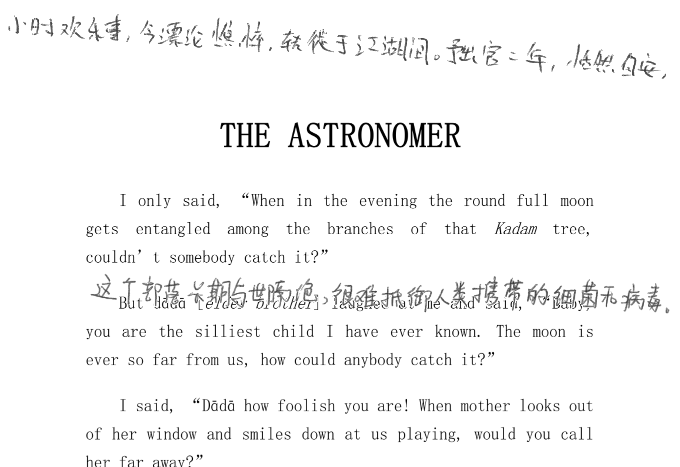 小时欢乐事,今漂沦憔悴,转徙于江湖间。予出官二年,恬然自安,
THE ASTRONOMER
I only said, “When in the evening the round full moon
gets entangled among the branches of that Kadam tree,
couldn’t somebody catch it?”
这个部落长期与世隔绝,很难抵御人类携带的细菌和病毒。
But dādā [elder brother] laughed at me and said, “Baby,
you are the silliest child I have ever known. The moon is
ever so far from us, how could anybody catch it?”
I said, “Dādā how foolish you are! When mother looks out
of her window and smiles down at us playing, would you call
her far away?”